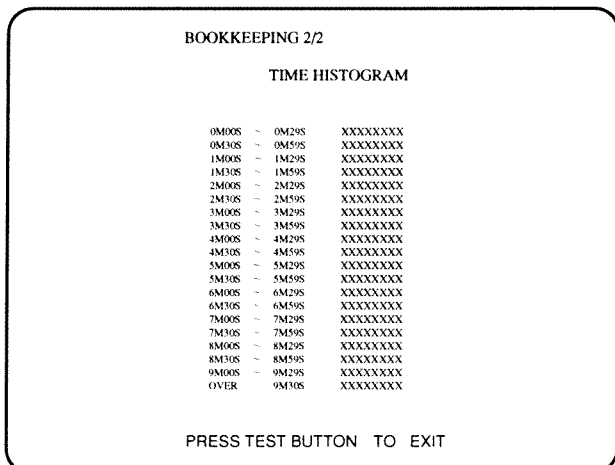 BOOKKEEPING 2/2
TIME HISTOGRAM
0M00S ~ 0M29S XXXXXXXX
0M30S ~ 0M59S XXXXXXXX
1M00S ~ 1M29S XXXXXXXX
1M30S ~ 1M59S XXXXXXXX
2M00S ~ 2M29S XXXXXXXX
2M30S ~ 2M59S XXXXXXXX
3M00S ~ 3M29S XXXXXXXX
3M30S ~ 3M59S XXXXXXXX
4M00S ~ 4M29S XXXXXXXX
4M30S ~ 4M59S XXXXXXXX
5M00S ~ 5M29S XXXXXXXX
5M30S ~ 5M59S XXXXXXXX
6M00S ~ 6M29S XXXXXXXX
6M30S ~ 6M59S XXXXXXXX
7M00S ~ 7M29S XXXXXXXX
7M30S ~ 7M59S XXXXXXXX
8M00S ~ 8M29S XXXXXXXX
8M30S ~ 8M59S XXXXXXXX
9M00S ~ 9M29S XXXXXXXX
OVER 9M30S XXXXXXXX
PRESS TEST BUTTON TO EXIT